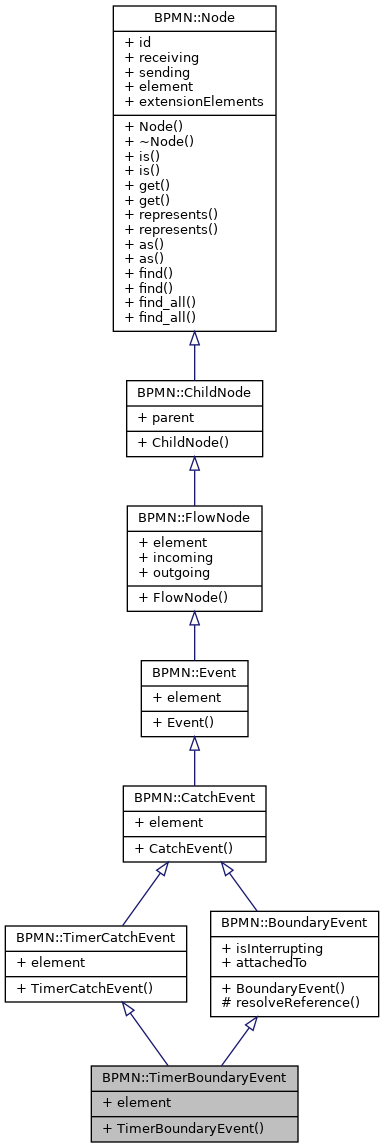 BPMN::Node
+ id
+ receiving
+ sending
+ element
+ extensionElements
+ Node()
+ ~Node()
+ is()
+ is()
+ get()
+ get()
+ represents()
+ represents()
+ as()
+ as()
+ find()
+ find()
+ find_all()
+ find_all()
BPMN::ChildNode
+ parent
+ ChildNode()
BPMN::FlowNode
+ element
+ incoming
+ outgoing
+ FlowNode()
BPMN::Event
+ element
+ Event()
BPMN::CatchEvent
+ element
+ CatchEvent()
BPMN::TimerCatchEvent
+ element
+ TimerCatchEvent()
BPMN::BoundaryEvent
+ isInterrupting
+ attachedTo
+ BoundaryEvent()
# resolveReference()
BPMN::TimerBoundaryEvent
+ element
+ TimerBoundaryEvent()